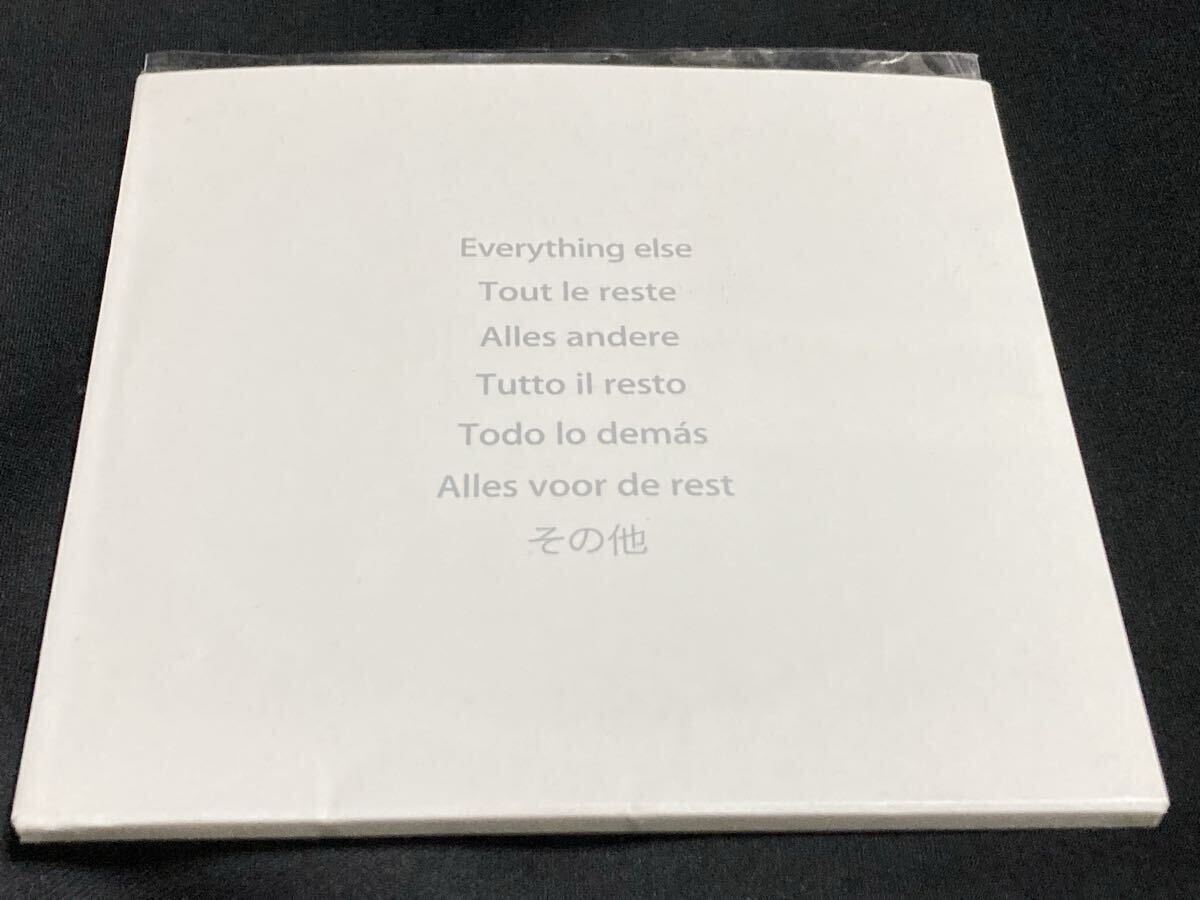 Everything else
Tout le reste
Alles andere
Tutto il resto
Todo lo demás
Alles voor de rest
その他